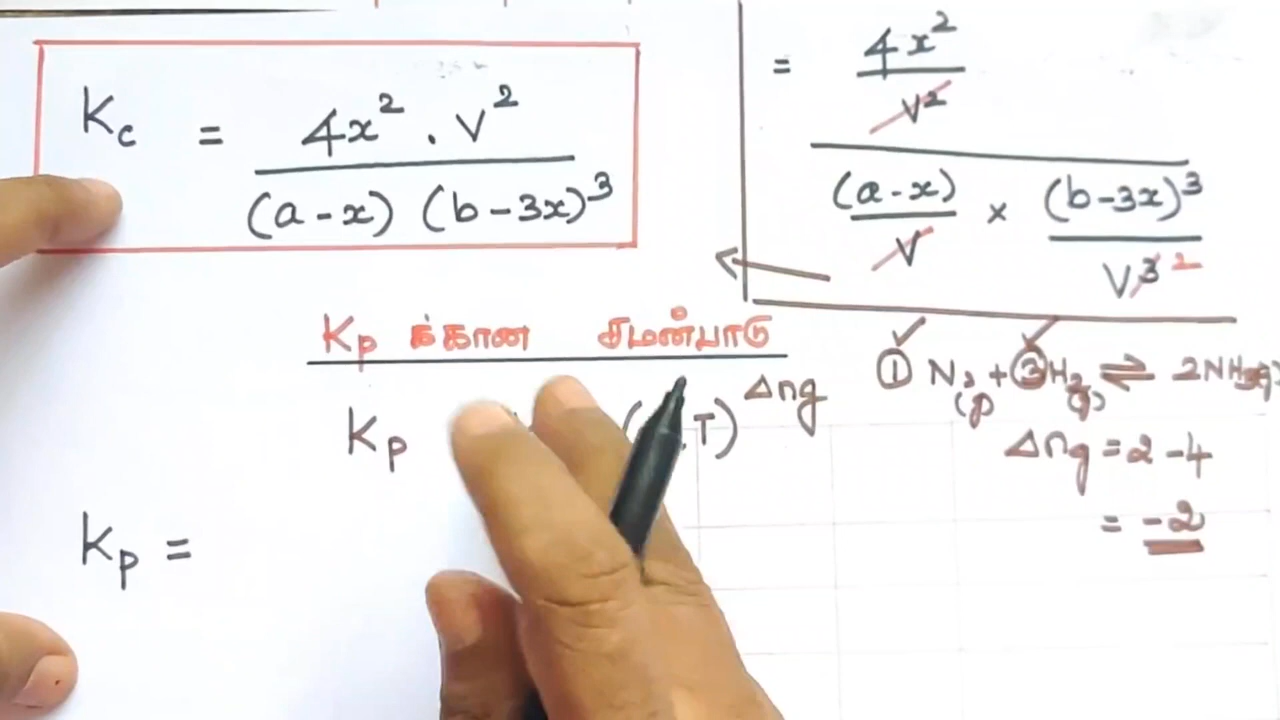 Kc = 4x² . V² / (a-x) (b-3x)³
= 4x² / V²
(a-x) / V × (b-3x)³ / V3 2
Kp க்கான சமன்பாடு
① N₂ + ③H₂ ⇌ 2NH₃(g)
(g) (g)
Kp T) Δng
Δng = 2 - 4
= -2
Kp =